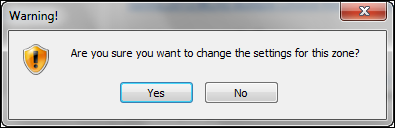 Warning!
Are you sure you want to change the settings for this zone?
Yes No